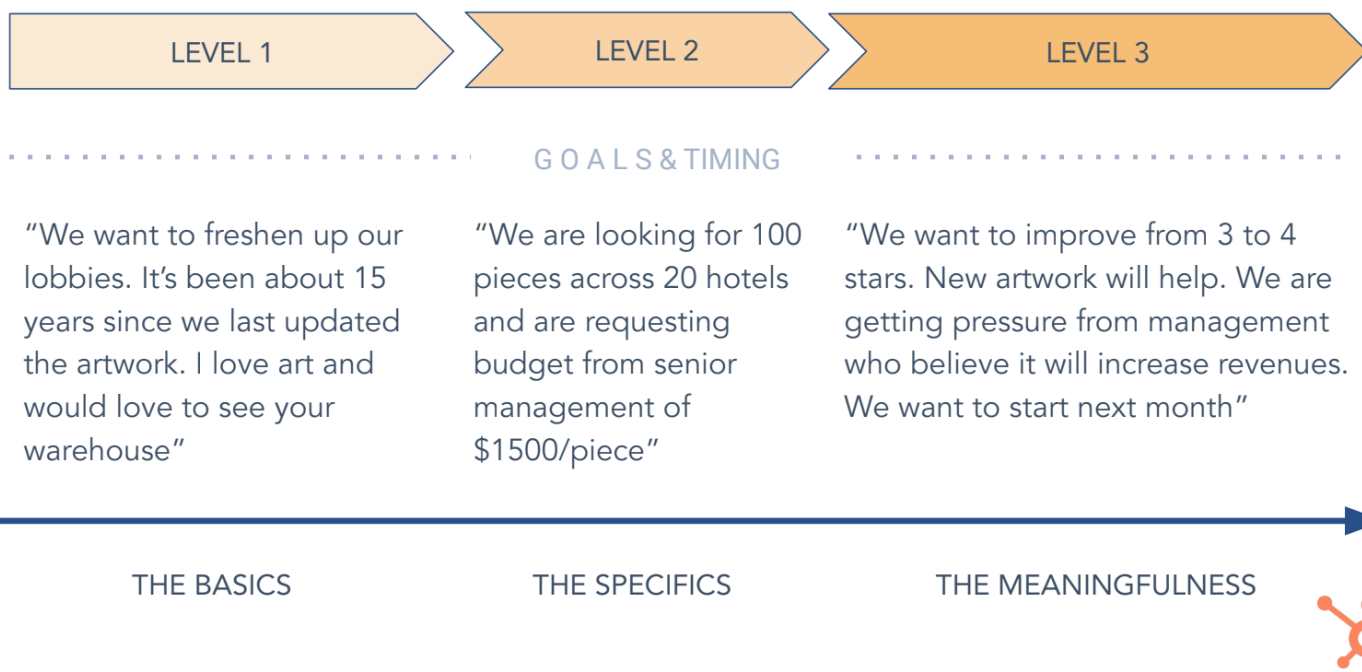 LEVEL 1
LEVEL 2
LEVEL 3
GOALS & TIMING
“We want to freshen up our
lobbies. It’s been about 15
years since we last updated
the artwork. I love art and
would love to see your
warehouse”
“We are looking for 100
pieces across 20 hotels
and are requesting
budget from senior
management of
$1500/piece”
“We want to improve from 3 to 4
stars. New artwork will help. We are
getting pressure from management
who believe it will increase revenues.
We want to start next month”
THE BASICS
THE SPECIFICS
THE MEANINGFULNESS